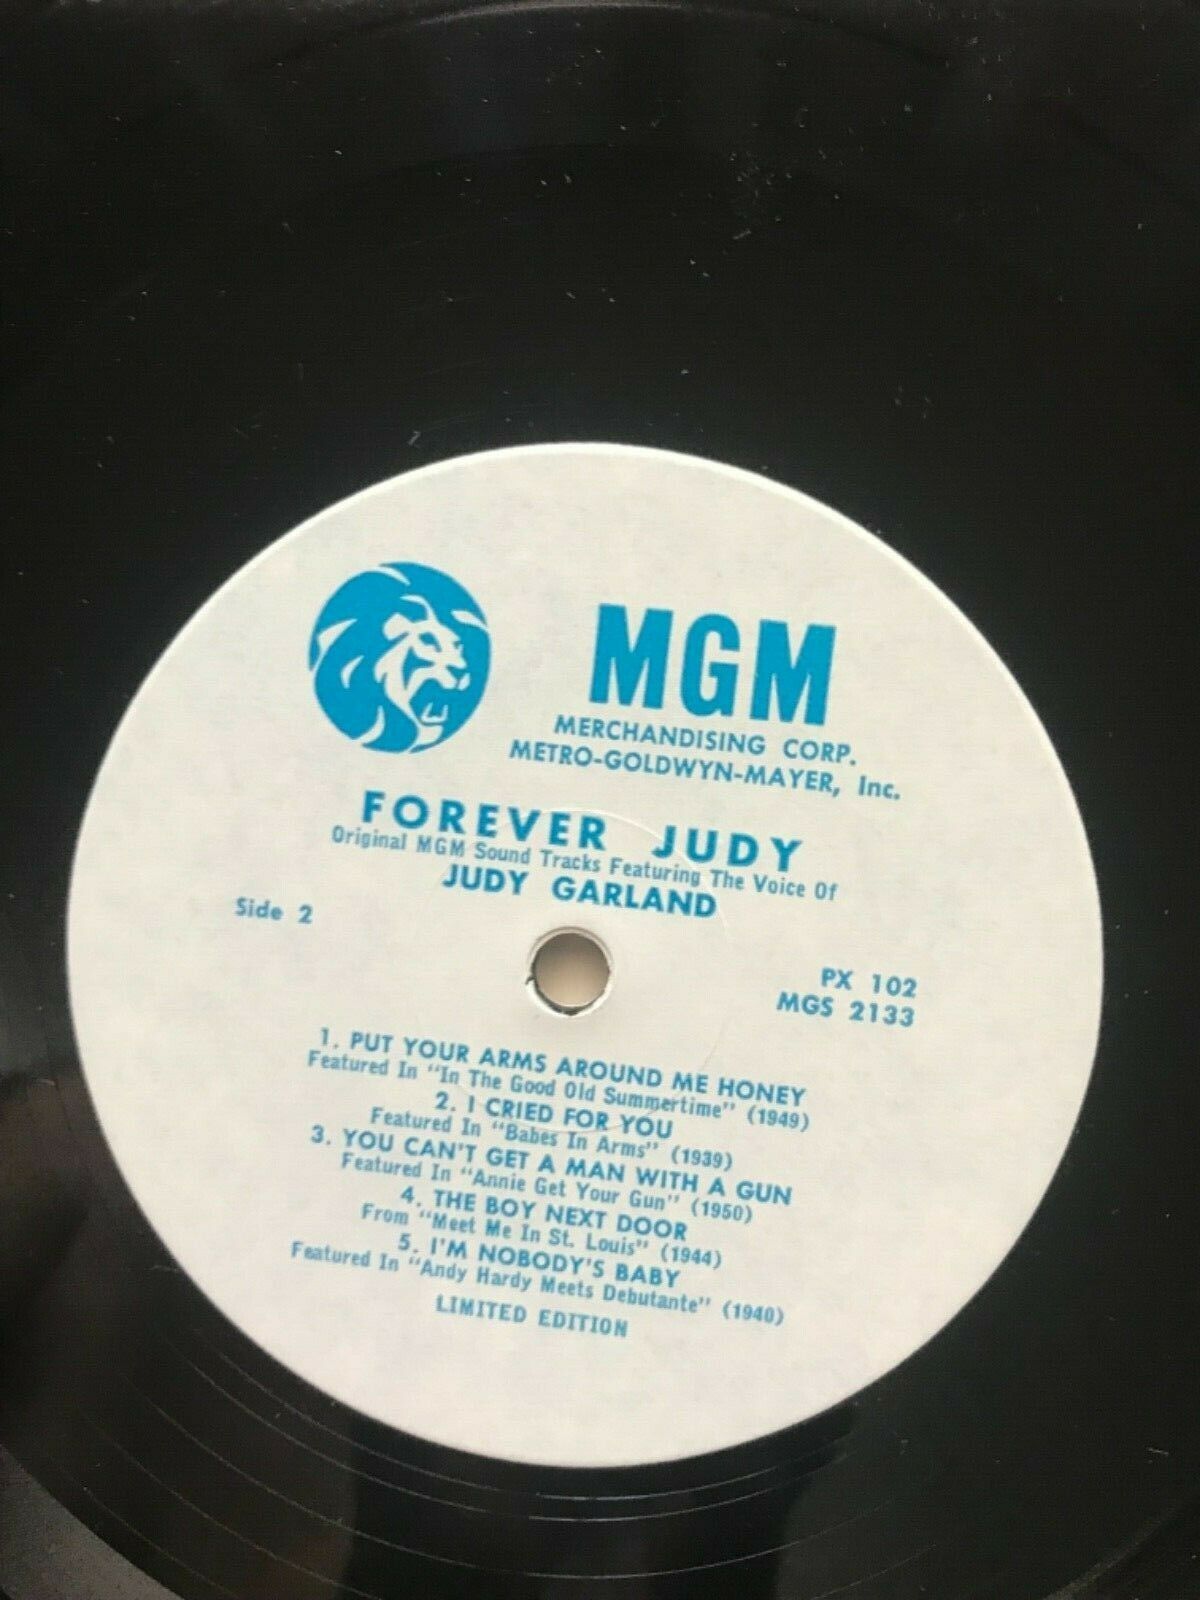 MGM
MERCHANDISING CORP.
METRO-GOLDWYN-MAYER, Inc.
FOREVER JUDY
Original MGM Sound Tracks Featuring The Voice Of
JUDY GARLAND
Side 2
PX 102
MGS 2133
1. PUT YOUR ARMS AROUND ME HONEY
Featured In "In The Good Old Summertime" (1949)
2. I CRIED FOR YOU
Featured In "Babes In Arms" (1939)
3. YOU CAN'T GET A MAN WITH A GUN
Featured In "Annie Get Your Gun" (1950)
4. THE BOY NEXT DOOR
From "Meet Me In St. Louis" (1944)
5. I'M NOBODY'S BABY
Featured In "Andy Hardy Meets Debutante" (1940)
LIMITED EDITION